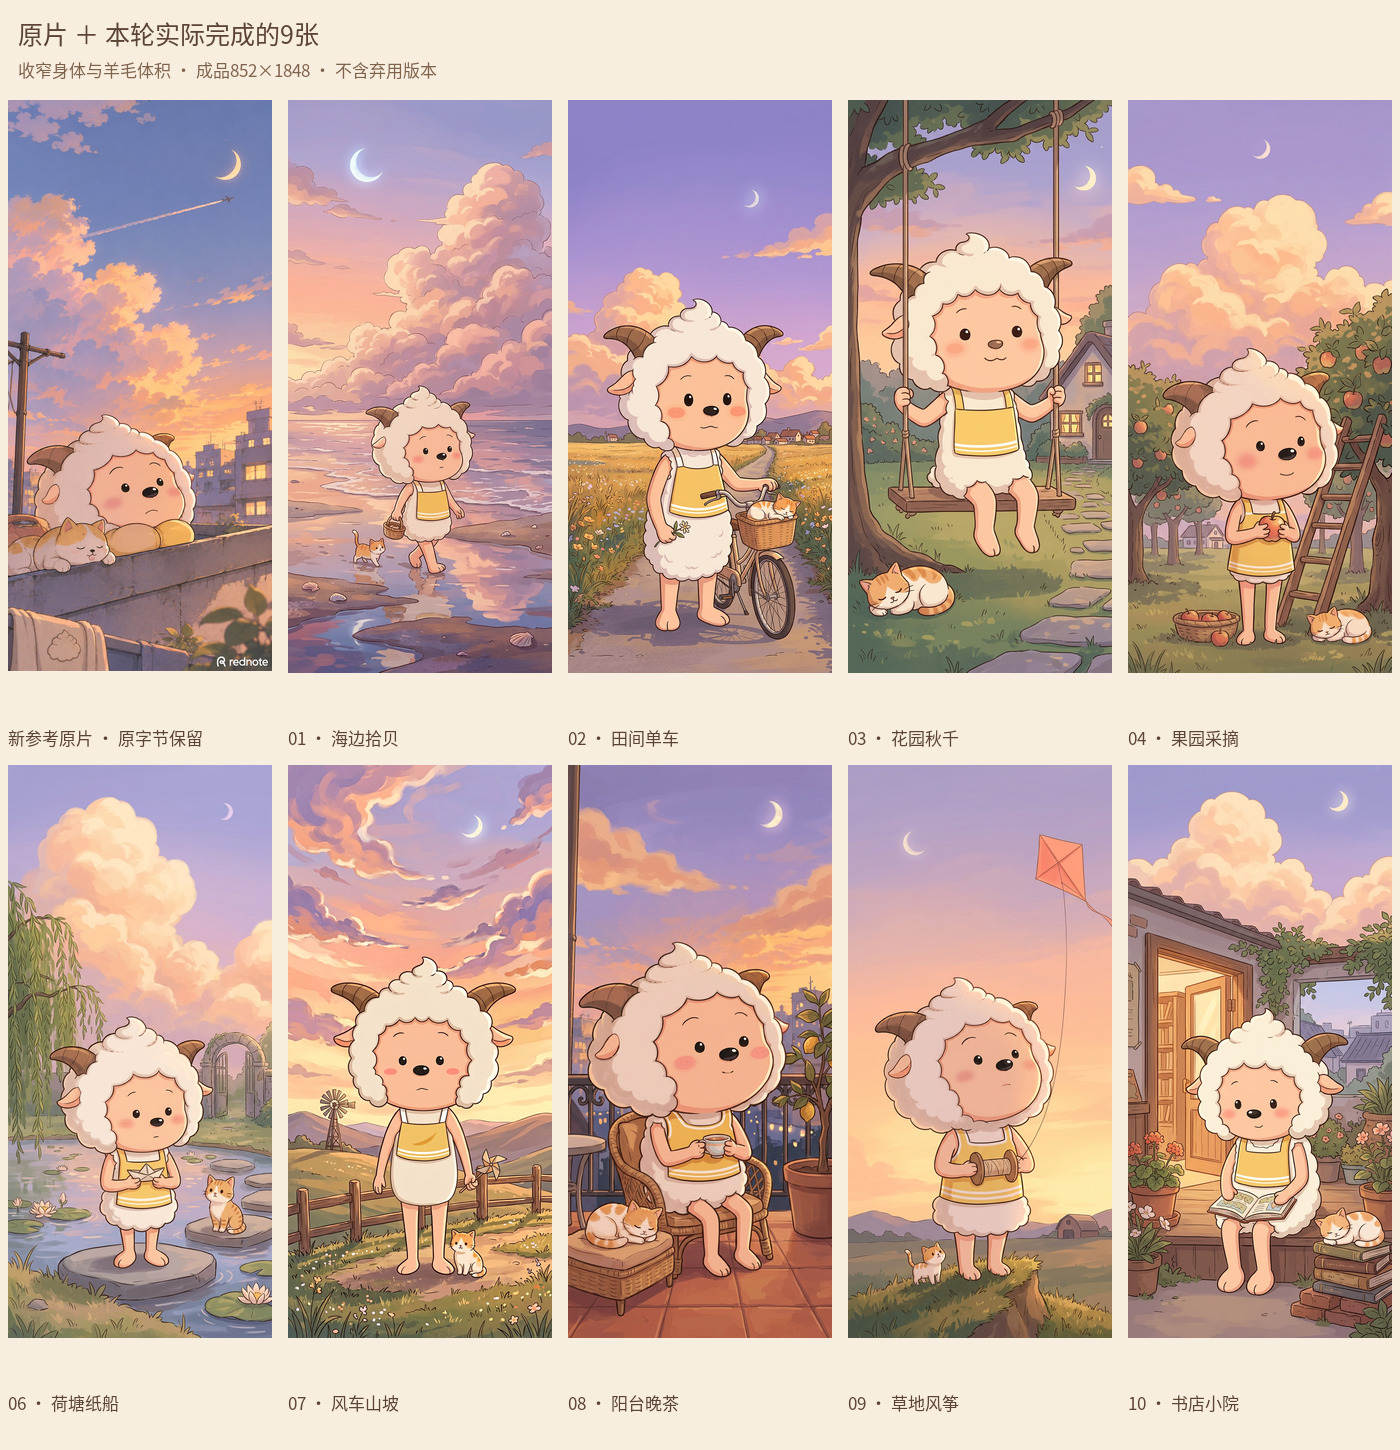 原片 ＋ 本轮实际完成的9张
收窄身体与羊毛体积 · 成品852×1848 · 不含弃用版本
rednote
新参考原片 · 原字节保留
01 · 海边拾贝
02 · 田间单车
03 · 花园秋千
04 · 果园采摘
06 · 荷塘纸船
07 · 风车山坡
08 · 阳台晚茶
09 · 草地风筝
10 · 书店小院